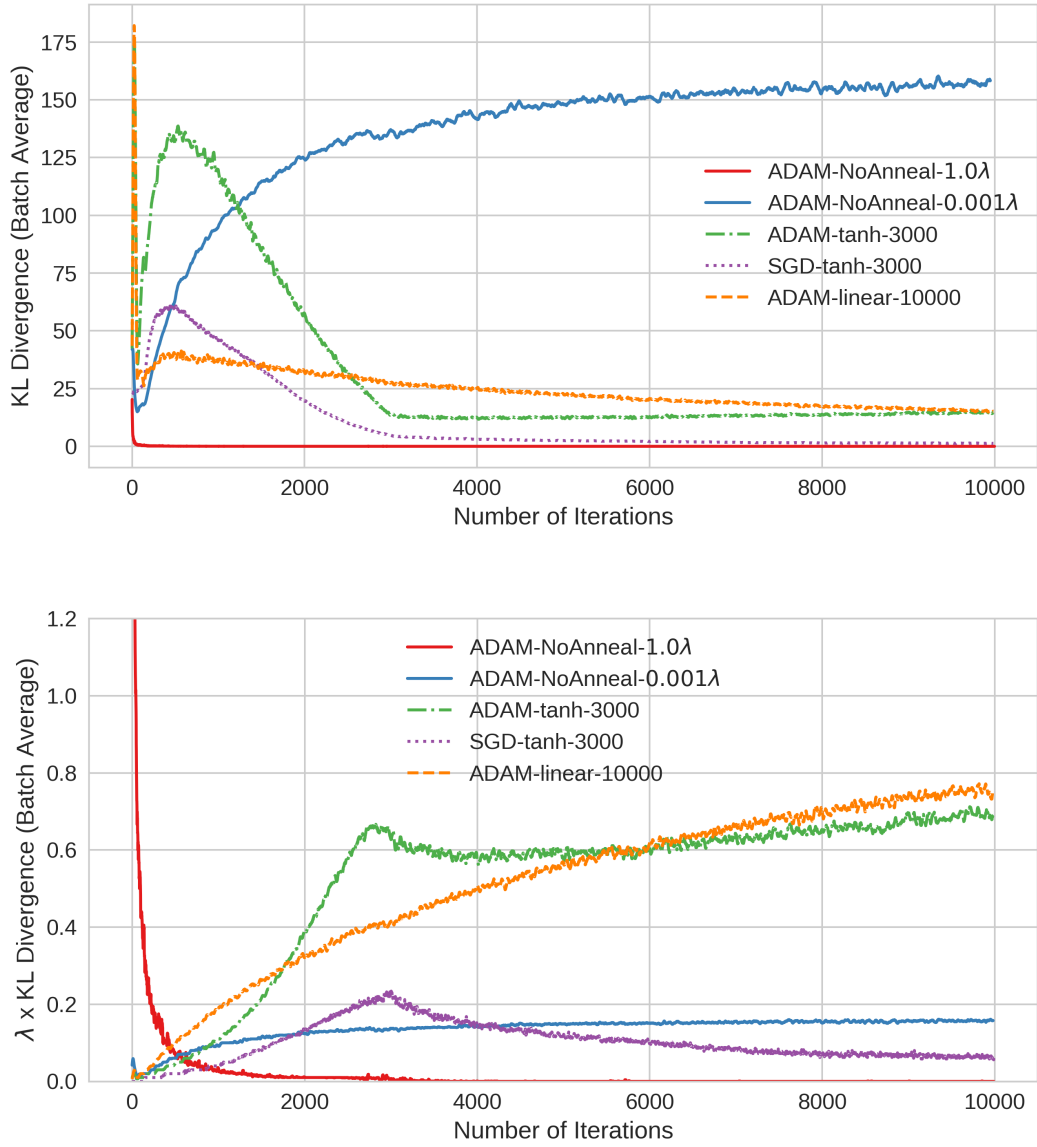 175
150
125
100
75
50
25
0
KL Divergence (Batch Average)
ADAM-NoAnneal-1.0λ
ADAM-NoAnneal-0.001λ
ADAM-tanh-3000
SGD-tanh-3000
ADAM-linear-10000
0 2000 4000 6000 8000 10000
Number of Iterations
1.2
1.0
0.8
0.6
0.4
0.2
0.0
λ x KL Divergence (Batch Average)
ADAM-NoAnneal-1.0λ
ADAM-NoAnneal-0.001λ
ADAM-tanh-3000
SGD-tanh-3000
ADAM-linear-10000
0 2000 4000 6000 8000 10000
Number of Iterations